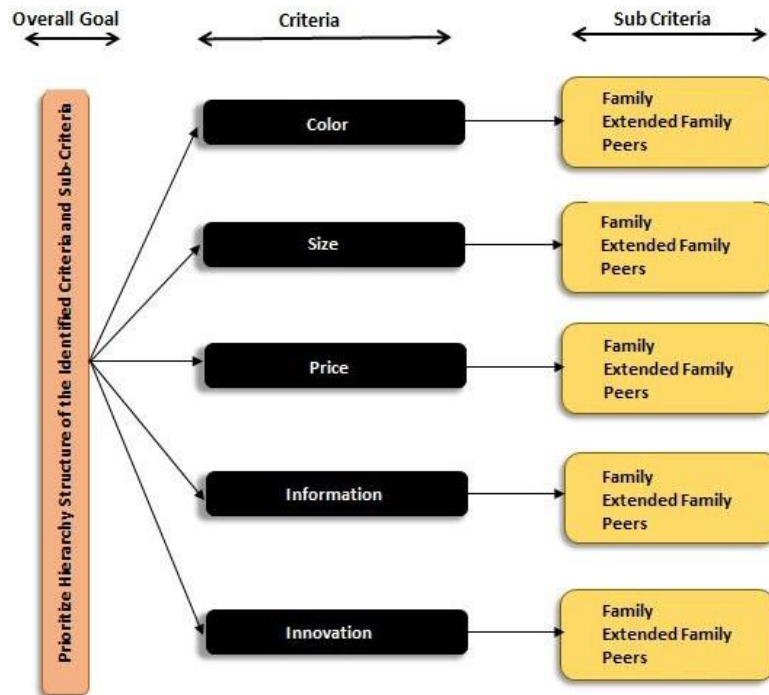 Overall Goal
Criteria
Sub Criteria
Prioritize Hierarchy Structure of the Identified Criteria and Sub-Criteria
Color
Family
Extended Family
Peers
Size
Family
Extended Family
Peers
Price
Family
Extended Family
Peers
Information
Family
Extended Family
Peers
Innovation
Family
Extended Family
Peers